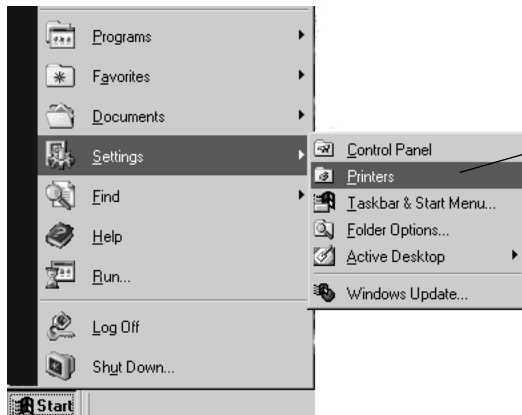 Programs
Favorites
Documents
Settings
Find
Help
Run...
Log Off
Shut Down...
Start
Control Panel
Printers
Taskbar & Start Menu...
Folder Options...
Active Desktop
Windows Update...